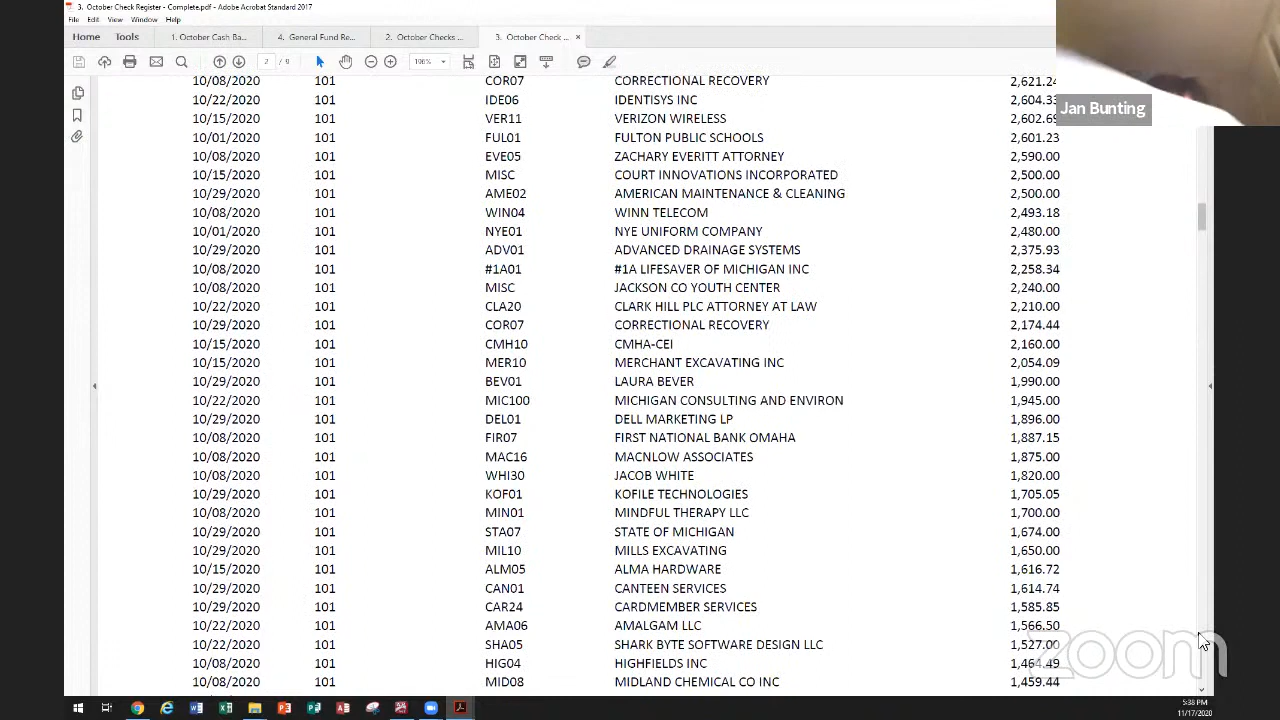 3. October Check Register - Complete.pdf - Adobe Acrobat Standard 2017
File Edit View Window Help
Home Tools 1. October Cash Ba... 4. General Fund Re... 2. October Checks ... 3. October Check ... ×
2 / 9 196%
10/08/2020 101 COR07 CORRECTIONAL RECOVERY 2,621.24
10/22/2020 101 IDE06 IDENTISYS INC 2,604.33
10/15/2020 101 VER11 VERIZON WIRELESS 2,602.69
10/01/2020 101 FUL01 FULTON PUBLIC SCHOOLS 2,601.23
10/08/2020 101 EVE05 ZACHARY EVERITT ATTORNEY 2,590.00
10/15/2020 101 MISC COURT INNOVATIONS INCORPORATED 2,500.00
10/29/2020 101 AME02 AMERICAN MAINTENANCE & CLEANING 2,500.00
10/08/2020 101 WIN04 WINN TELECOM 2,493.18
10/01/2020 101 NYE01 NYE UNIFORM COMPANY 2,480.00
10/29/2020 101 ADV01 ADVANCED DRAINAGE SYSTEMS 2,375.93
10/08/2020 101 #1A01 #1A LIFESAVER OF MICHIGAN INC 2,258.34
10/08/2020 101 MISC JACKSON CO YOUTH CENTER 2,240.00
10/22/2020 101 CLA20 CLARK HILL PLC ATTORNEY AT LAW 2,210.00
10/29/2020 101 COR07 CORRECTIONAL RECOVERY 2,174.44
10/15/2020 101 CMH10 CMHA-CEI 2,160.00
10/15/2020 101 MER10 MERCHANT EXCAVATING INC 2,054.09
10/29/2020 101 BEV01 LAURA BEVER 1,990.00
10/22/2020 101 MIC100 MICHIGAN CONSULTING AND ENVIRON 1,945.00
10/29/2020 101 DEL01 DELL MARKETING LP 1,896.00
10/08/2020 101 FIR07 FIRST NATIONAL BANK OMAHA 1,887.15
10/08/2020 101 MAC16 MACNLOW ASSOCIATES 1,875.00
10/08/2020 101 WHI30 JACOB WHITE 1,820.00
10/29/2020 101 KOF01 KOFILE TECHNOLOGIES 1,705.05
10/08/2020 101 MIN01 MINDFUL THERAPY LLC 1,700.00
10/29/2020 101 STA07 STATE OF MICHIGAN 1,674.00
10/29/2020 101 MIL10 MILLS EXCAVATING 1,650.00
10/15/2020 101 ALM05 ALMA HARDWARE 1,616.72
10/29/2020 101 CAN01 CANTEEN SERVICES 1,614.74
10/29/2020 101 CAR24 CARDMEMBER SERVICES 1,585.85
10/22/2020 101 AMA06 AMALGAM LLC 1,566.50
10/22/2020 101 SHA05 SHARK BYTE SOFTWARE DESIGN LLC 1,527.00
10/08/2020 101 HIG04 HIGHFIELDS INC 1,464.49
10/08/2020 101 MID08 MIDLAND CHEMICAL CO INC 1,459.44
Jan Bunting
zoom
5:38 PM
11/17/2020